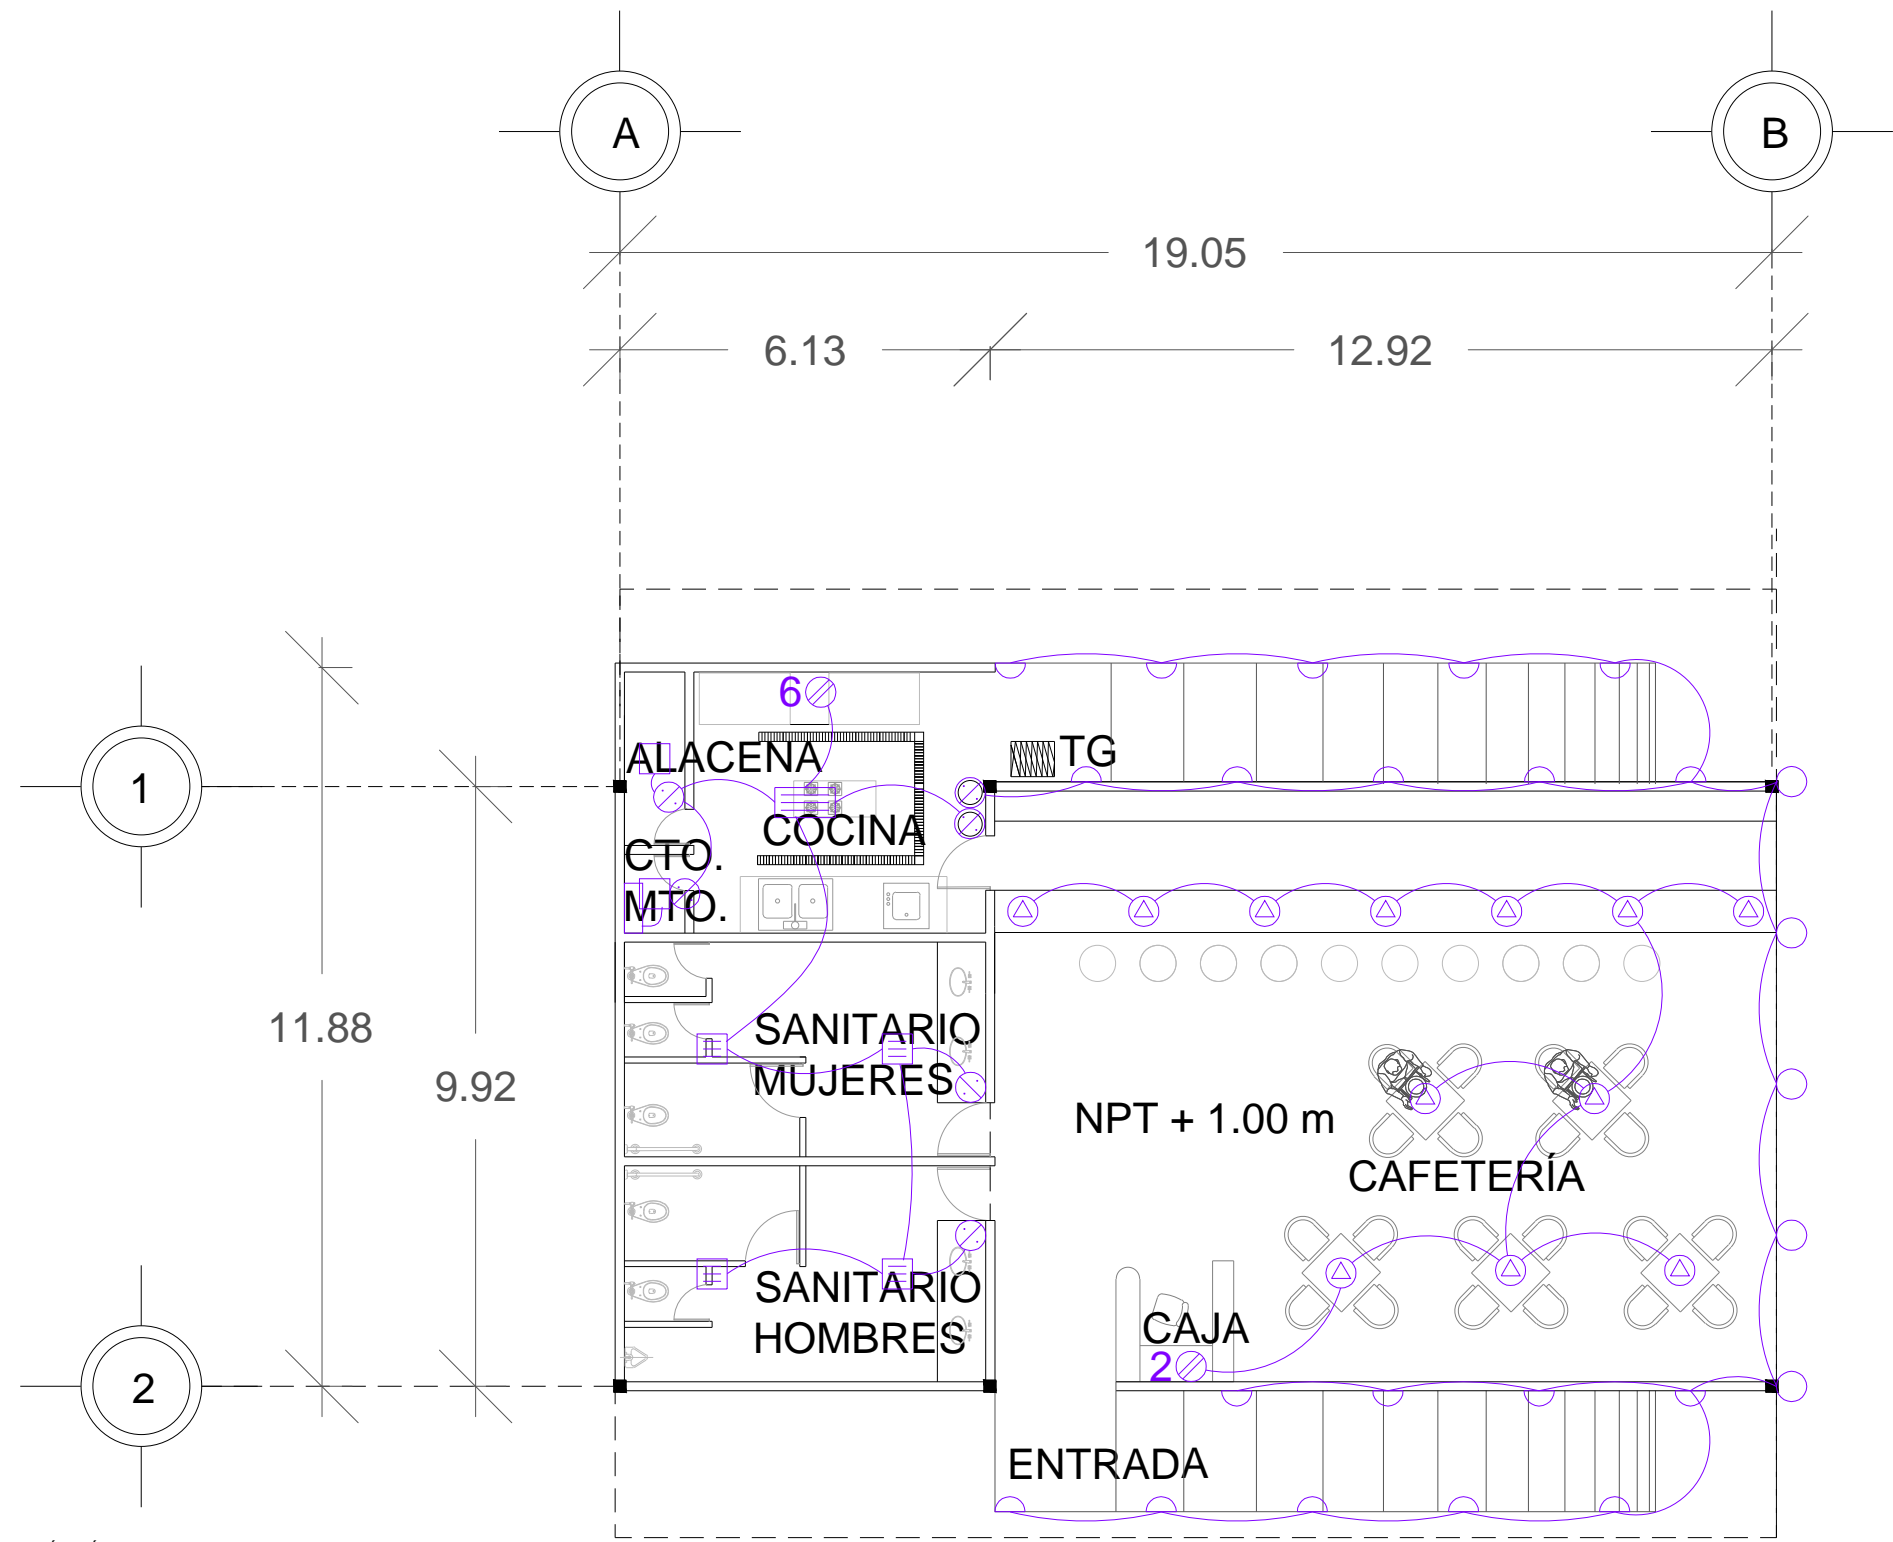 A
B
19.05
6.13
12.92
6
ALACENA
TG
1
COCINA
CTO.
MTO.
11.88
9.92
SANITARIO
MUJERES
NPT + 1.00 m
CAFETERÍA
SANITARIO
HOMBRES
CAJA
2
2
ENTRADA